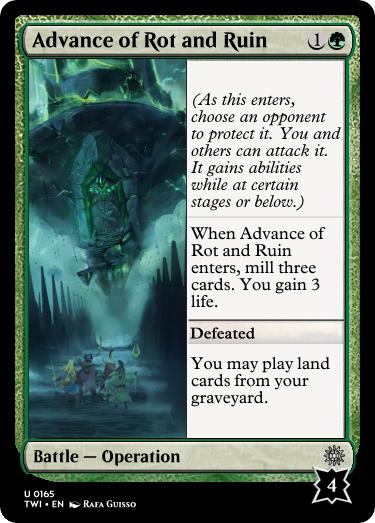 Advance of Rot and Ruin 1
(As this enters,
choose an opponent
to protect it. You and
others can attack it.
It gains abilities
while at certain
stages or below.)
When Advance of
Rot and Ruin
enters, mill three
cards. You gain 3
life.
Defeated
You may play land
cards from your
graveyard.
Battle — Operation
4
U 0165
TWI • EN Rafa Guisso